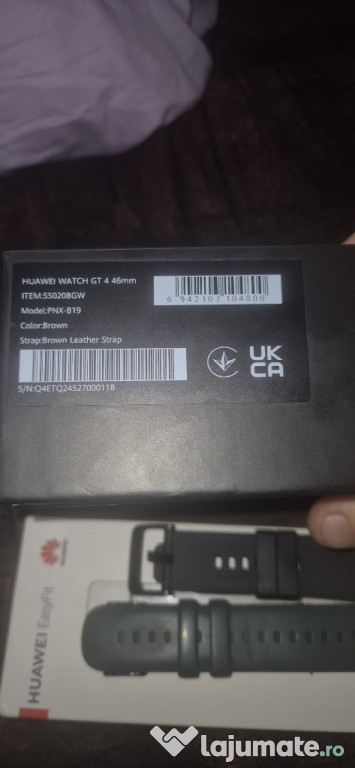 HUAWEI WATCH GT 4 46mm
ITEM:55020BGW
Model:PNX-B19
Color:Brown
Strap:Brown Leather Strap
6 942103 104800
S/N:Q4ETQ24527000118
UK
CA
HUAWEI
HUAWEI EasyFit
lajumate.ro